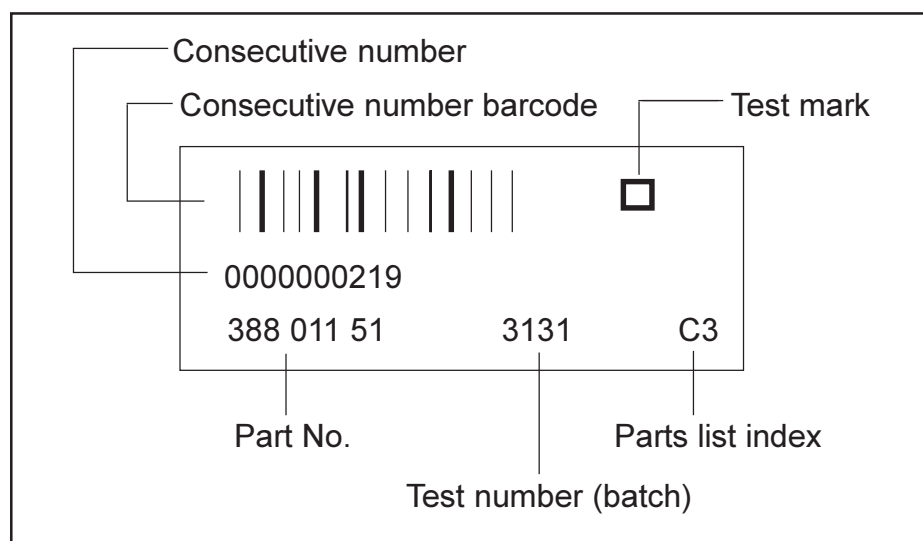 Consecutive number
Consecutive number barcode Test mark
0000000219
388 011 51 3131 C3
Part No. Parts list index
Test number (batch)